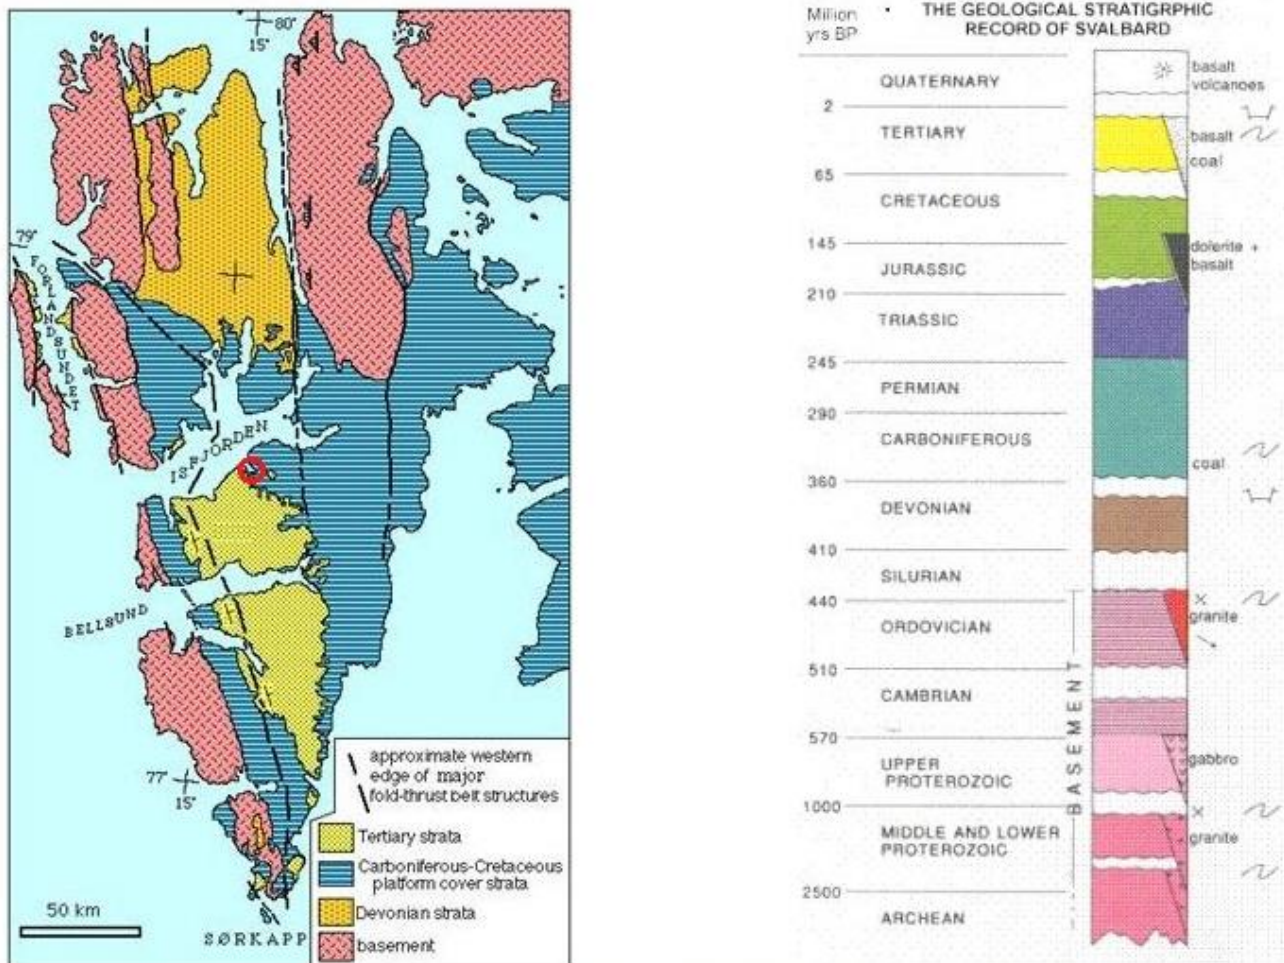 80°
15°
79°
FORLANDSUNDET
ISFJORDEN
BELLSUND
77°
15°
approximate western
edge of major
fold-thrust belt structures
Tertiary strata
Carboniferous-Cretaceous
platform cover strata
Devonian strata
basement
50 km
SØRKAPP
Million
yrs BP
THE GEOLOGICAL STRATIGRPHIC
RECORD OF SVALBARD
QUATERNARY
basalt
volcanoes
2
TERTIARY
basalt
coal
65
CRETACEOUS
145
dolerite +
basalt
JURASSIC
210
TRIASSIC
245
PERMIAN
290
CARBONIFEROUS
coal
360
DEVONIAN
410
SILURIAN
440
granite
ORDOVICIAN
510
CAMBRIAN
570
UPPER
PROTEROZOIC
gabbro
1000
MIDDLE AND LOWER
PROTEROZOIC
granite
2500
ARCHEAN
BASEMENT